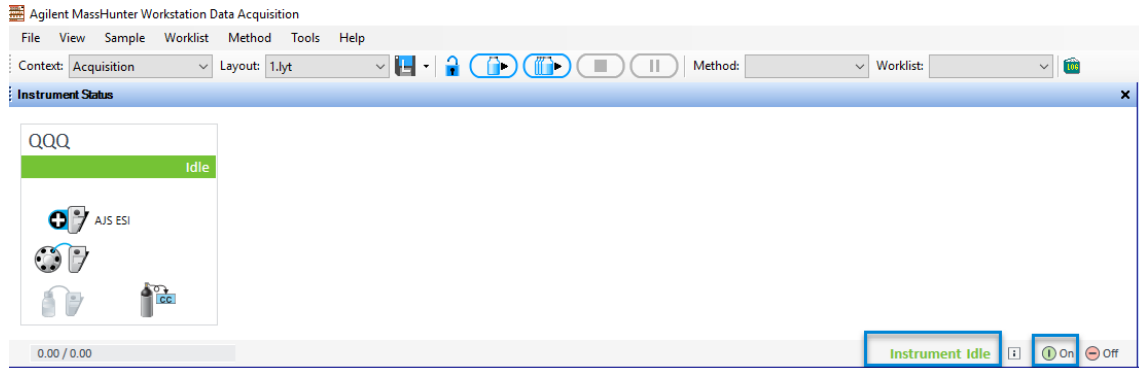 Agilent MassHunter Workstation Data Acquisition
File View Sample Worklist Method Tools Help
Context: Acquisition Layout: 1.lyt Method: Worklist: LOG
Instrument Status x
QQQ
Idle
AJS ESI
CC
0.00 / 0.00 Instrument Idle i On Off